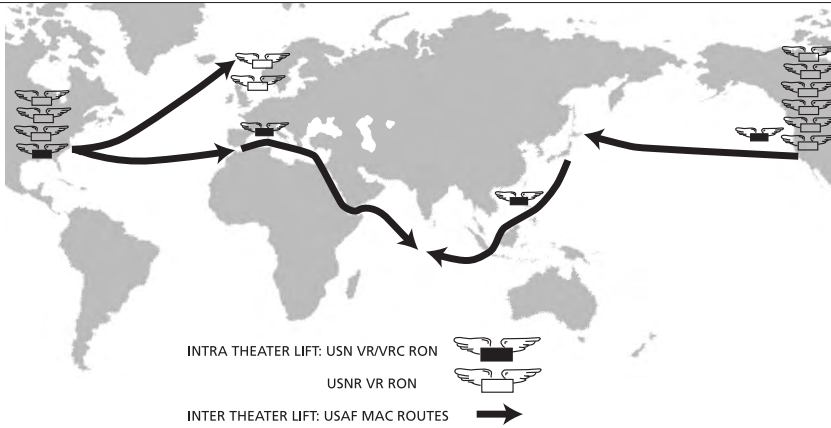 INTRA THEATER LIFT: USN VR/VRC RON
USNR VR RON
INTER THEATER LIFT: USAF MAC ROUTES